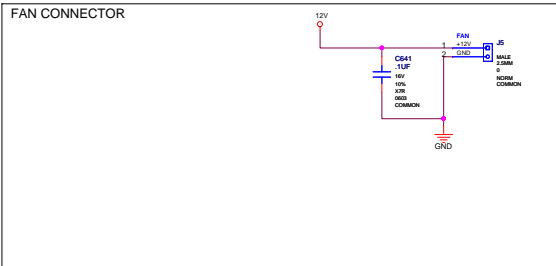 FAN CONNECTOR
12V
FAN
1 +12V
2 GND
J5
MALE
2.5MM
0
NORM
COMMON
C641
.1UF
16V
10%
X7R
0603
COMMON
GND